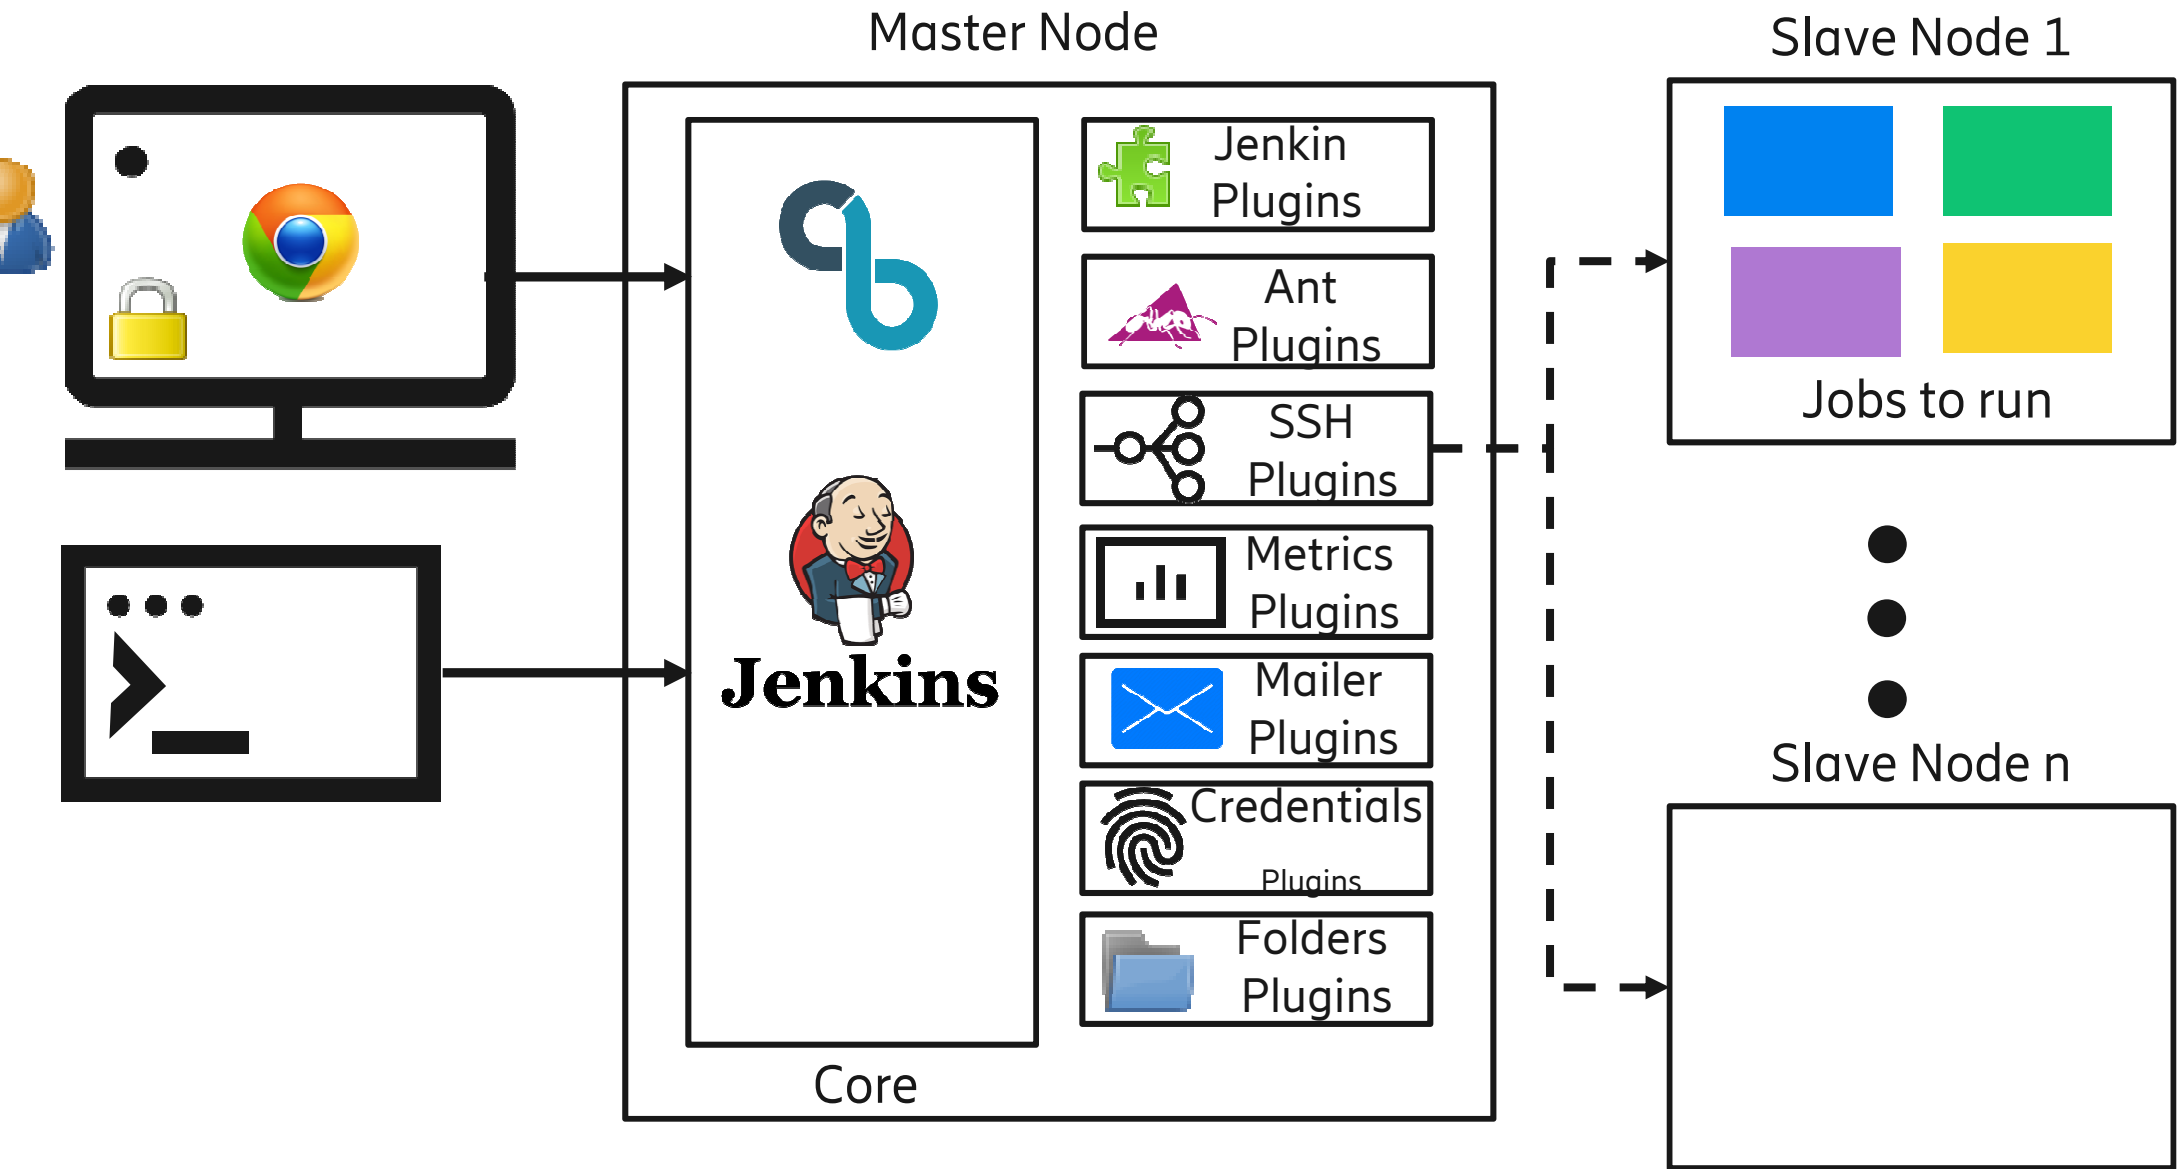 Master Node
Slave Node 1
Jenkin
Plugins
Ant
Plugins
SSH
Plugins
Metrics
Plugins
Mailer
Plugins
Credentials
Plugins
Folders
Plugins
Jenkins
Core
Jobs to run
Slave Node n